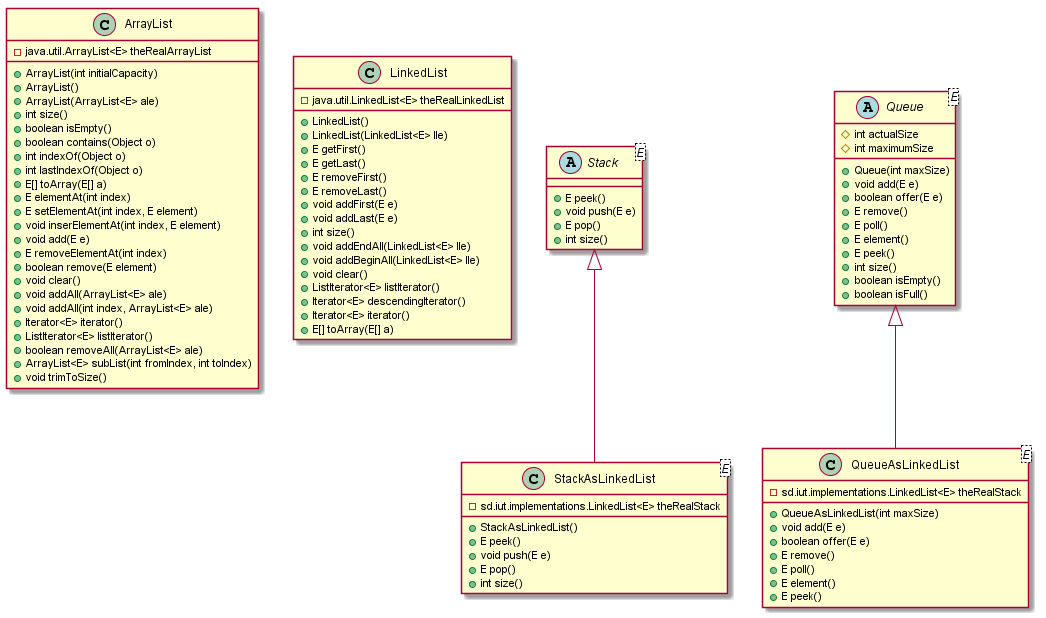 C ArrayList
java.util.ArrayList<E> theRealArrayList
ArrayList(int initialCapacity)
ArrayList()
ArrayList(ArrayList<E> ale)
int size()
boolean isEmpty()
boolean contains(Object o)
int indexOf(Object o)
int lastIndexOf(Object o)
E[] toArray(E[] a)
E elementAt(int index)
E setElementAt(int index, E element)
void inserElementAt(int index, E element)
void add(E e)
E removeElementAt(int index)
boolean remove(E element)
void clear()
void addAll(ArrayList<E> ale)
void addAll(int index, ArrayList<E> ale)
Iterator<E> iterator()
ListIterator<E> listIterator()
boolean removeAll(ArrayList<E> ale)
ArrayList<E> subList(int fromIndex, int toIndex)
void trimToSize()
C LinkedList
java.util.LinkedList<E> theRealLinkedList
LinkedList()
LinkedList(LinkedList<E> lle)
E getFirst()
E getLast()
E removeFirst()
E removeLast()
void addFirst(E e)
void addLast(E e)
int size()
void addEndAll(LinkedList<E> lle)
void addBeginAll(LinkedList<E> lle)
void clear()
ListIterator<E> listIterator()
Iterator<E> descendingIterator()
Iterator<E> iterator()
E[] toArray(E[] a)
A Stack E
E peek()
void push(E e)
E pop()
int size()
A Queue E
int actualSize
int maximumSize
Queue(int maxSize)
void add(E e)
boolean offer(E e)
E remove()
E poll()
E element()
E peek()
int size()
boolean isEmpty()
boolean isFull()
C StackAsLinkedList E
sd.iut.implementations.LinkedList<E> theRealStack
StackAsLinkedList()
E peek()
void push(E e)
E pop()
int size()
C QueueAsLinkedList E
sd.iut.implementations.LinkedList<E> theRealStack
QueueAsLinkedList(int maxSize)
void add(E e)
boolean offer(E e)
E remove()
E poll()
E element()
E peek()